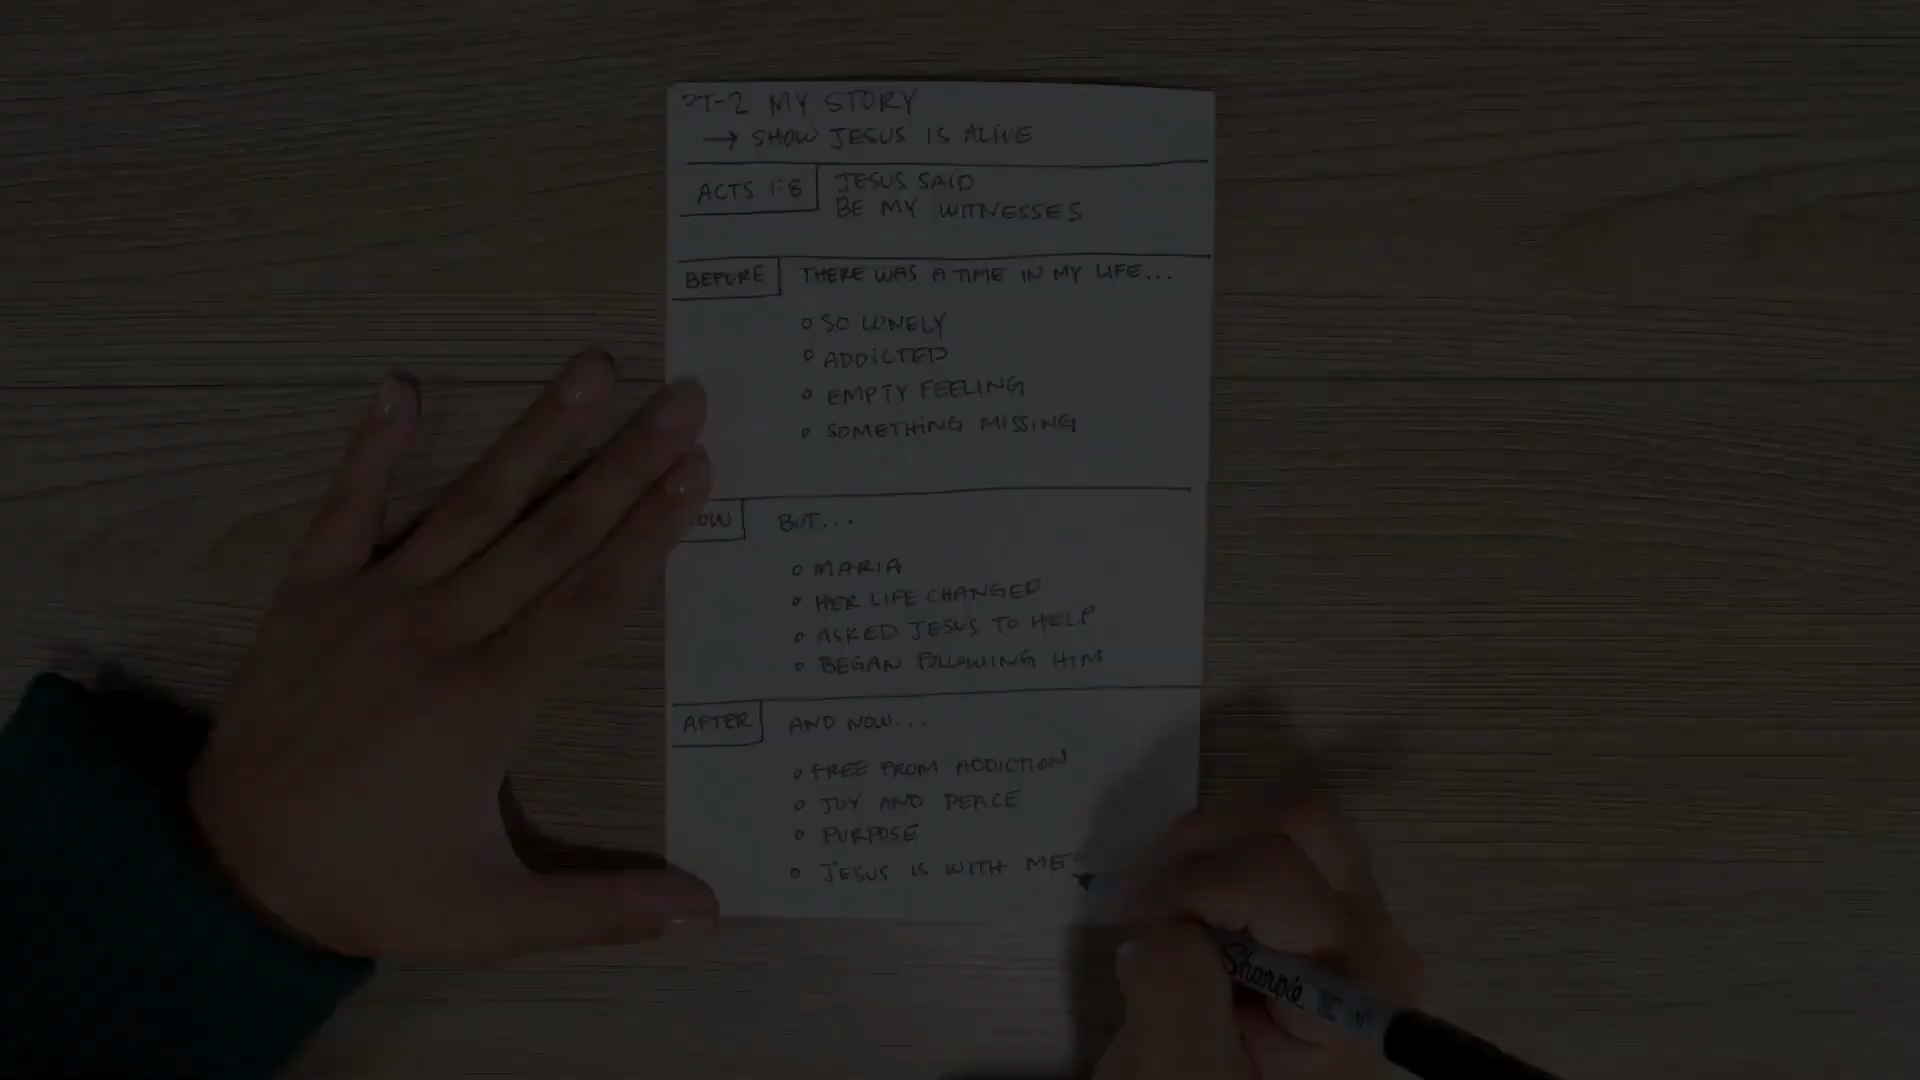 PT-2 MY STORY
→ SHOW JESUS IS ALIVE
ACTS 1:8
JESUS SAID
BE MY WITNESSES
BEFORE
THERE WAS A TIME IN MY LIFE...
SO LONELY
ADDICTED
EMPTY FEELING
SOMETHING MISSING
BUT...
MARIA
HER LIFE CHANGED
ASKED JESUS TO HELP
BEGAN FOLLOWING HIM
AFTER
AND NOW...
FREE FROM ADDICTION
JOY AND PEACE
PURPOSE
JESUS IS WITH ME
Sharpie